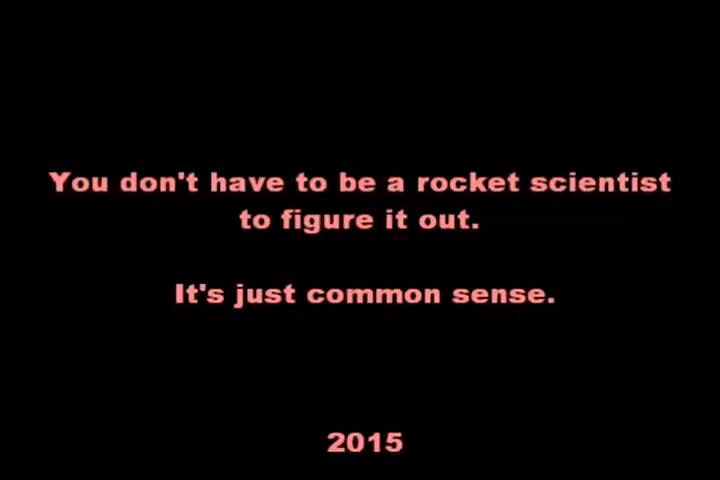 You don't have to be a rocket scientist
to figure it out.
It's just common sense.
2015